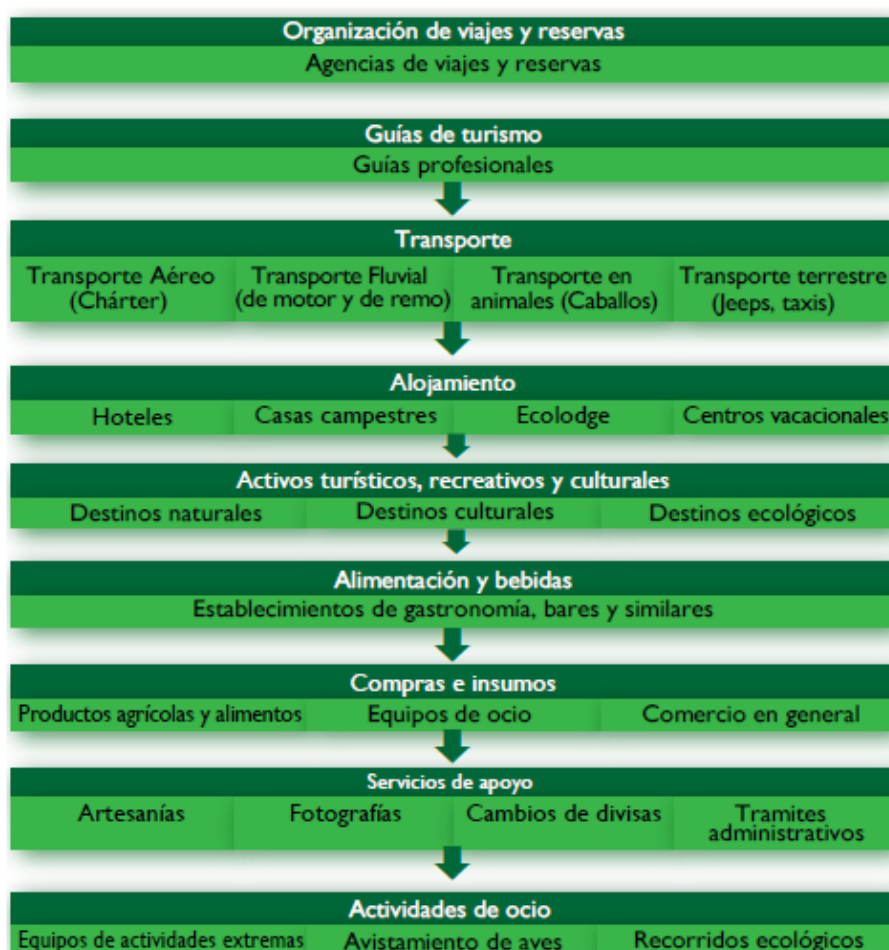 Organización de viajes y reservas
Agencias de viajes y reservas
Guías de turismo
Guías profesionales
Transporte
Transporte Aéreo
(Chárter)
Transporte Fluvial
(de motor y de remo)
Transporte en
animales (Caballos)
Transporte terrestre
(Jeeps, taxis)
Alojamiento
Hoteles
Casas campestres
Ecolodge
Centros vacacionales
Activos turísticos, recreativos y culturales
Destinos naturales
Destinos culturales
Destinos ecológicos
Alimentación y bebidas
Establecimientos de gastronomía, bares y similares
Compras e insumos
Productos agrícolas y alimentos
Equipos de ocio
Comercio en general
Servicios de apoyo
Artesanías
Fotografías
Cambios de divisas
Tramites
administrativos
Actividades de ocio
Equipos de actividades extremas
Avistamiento de aves
Recorridos ecológicos